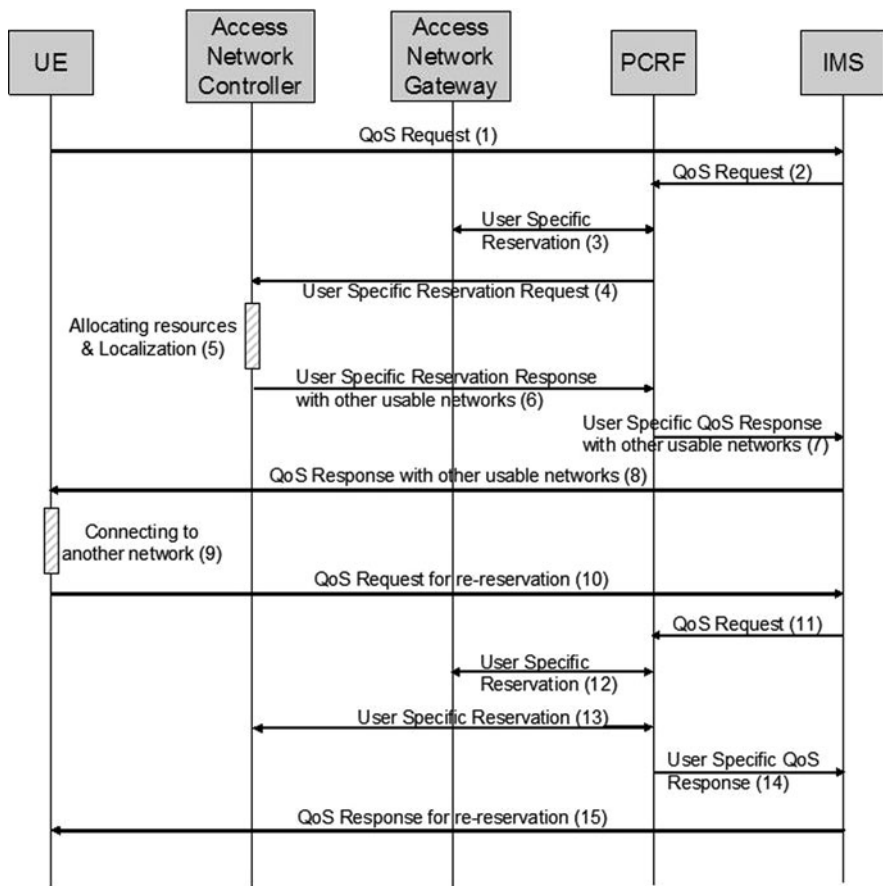 UE
Access
Network
Controller
Access
Network
Gateway
PCRF
IMS
QoS Request (1)
QoS Request (2)
User Specific
Reservation (3)
User Specific Reservation Request (4)
Allocating resources
& Localization (5)
User Specific Reservation Response
with other usable networks (6)
User Specific QoS Response
with other usable networks (7)
QoS Response with other usable networks (8)
Connecting to
another network (9)
QoS Request for re-reservation (10)
QoS Request (11)
User Specific
Reservation (12)
User Specific Reservation (13)
User Specific QoS
Response (14)
QoS Response for re-reservation (15)